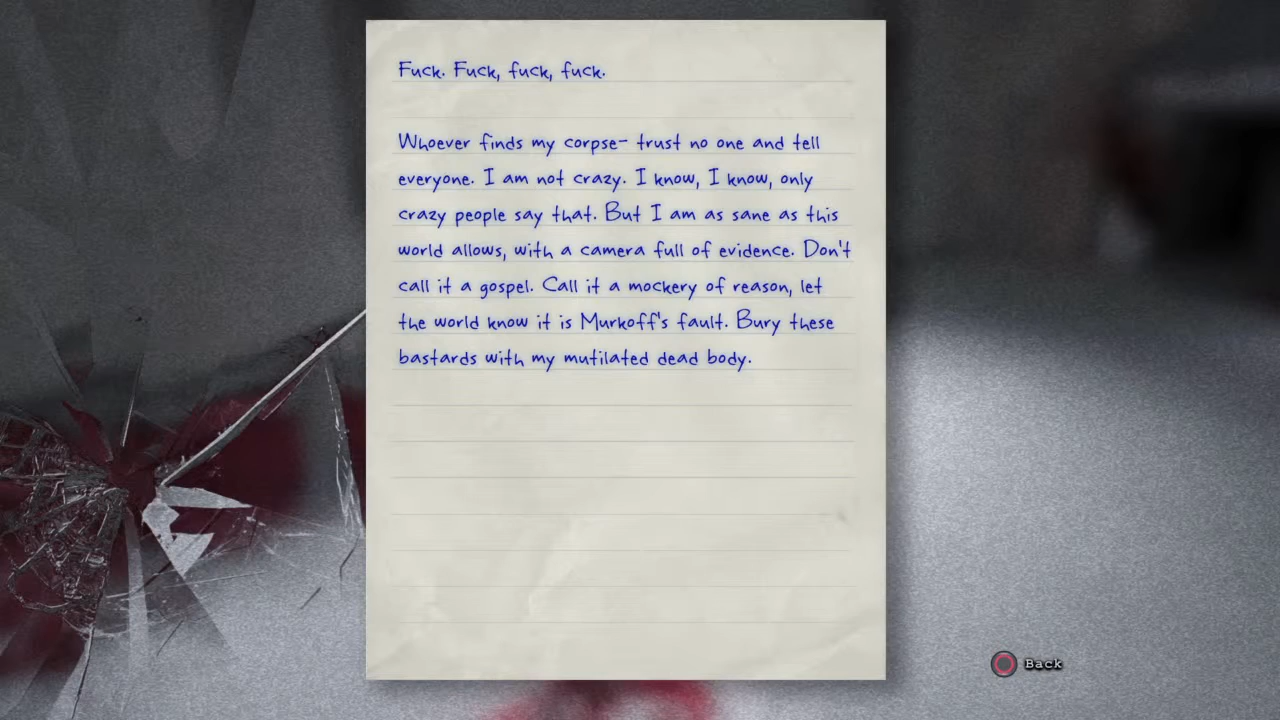 Fuck. Fuck, fuck, fuck.
Whoever finds my corpse- trust no one and tell
everyone. I am not crazy. I know, I know, only
crazy people say that. But I am as sane as this
world allows, with a camera full of evidence. Don't
call it a gospel. Call it a mockery of reason, let
the world know it is Murkoff's fault. Bury these
bastards with my mutilated dead body.
Back